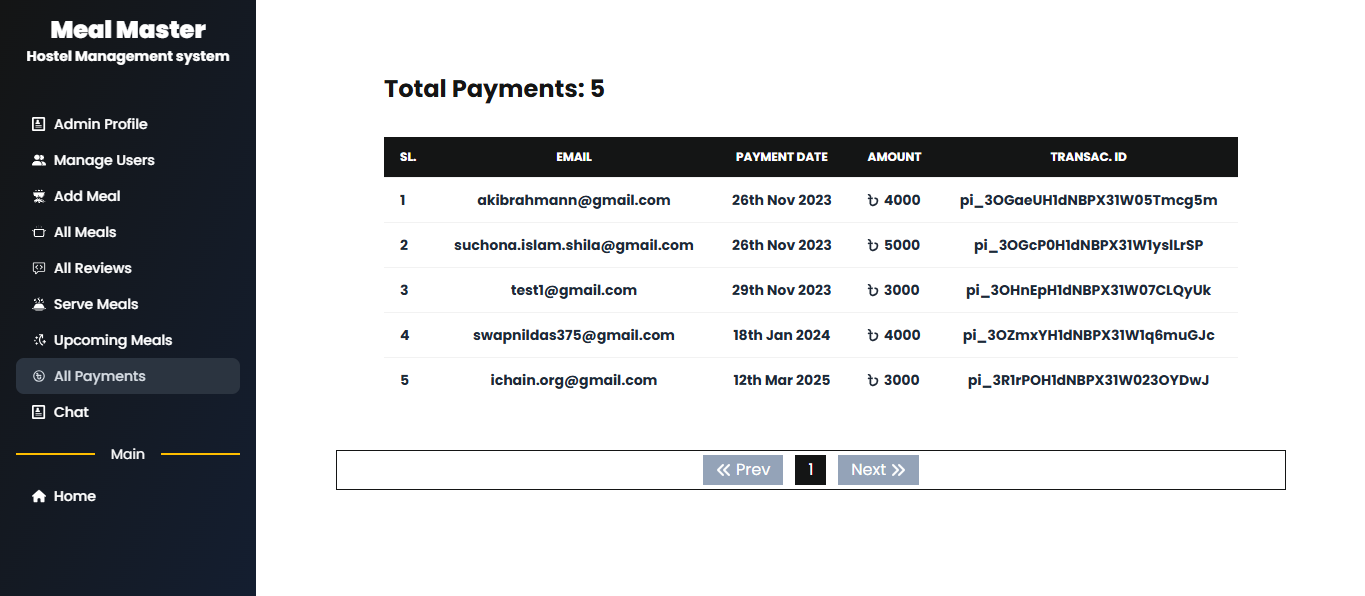 Meal Master
Hostel Management system
Admin Profile
Manage Users
Add Meal
All Meals
All Reviews
Serve Meals
Upcoming Meals
All Payments
Chat
Main
Home
Total Payments: 5
SL. EMAIL PAYMENT DATE AMOUNT TRANSAC. ID
1 akibrahmann@gmail.com 26th Nov 2023 ৳ 4000 pi_3OGaeUH1dNBPX31W05Tmcg5m
2 suchona.islam.shila@gmail.com 26th Nov 2023 ৳ 5000 pi_3OGcP0H1dNBPX31W1yslLrSP
3 test1@gmail.com 29th Nov 2023 ৳ 3000 pi_3OHnEpH1dNBPX31W07CLQyUk
4 swapnildas375@gmail.com 18th Jan 2024 ৳ 4000 pi_3OZmxYH1dNBPX31W1q6muGJc
5 ichain.org@gmail.com 12th Mar 2025 ৳ 3000 pi_3R1rPOH1dNBPX31W023OYDwJ
Prev 1 Next